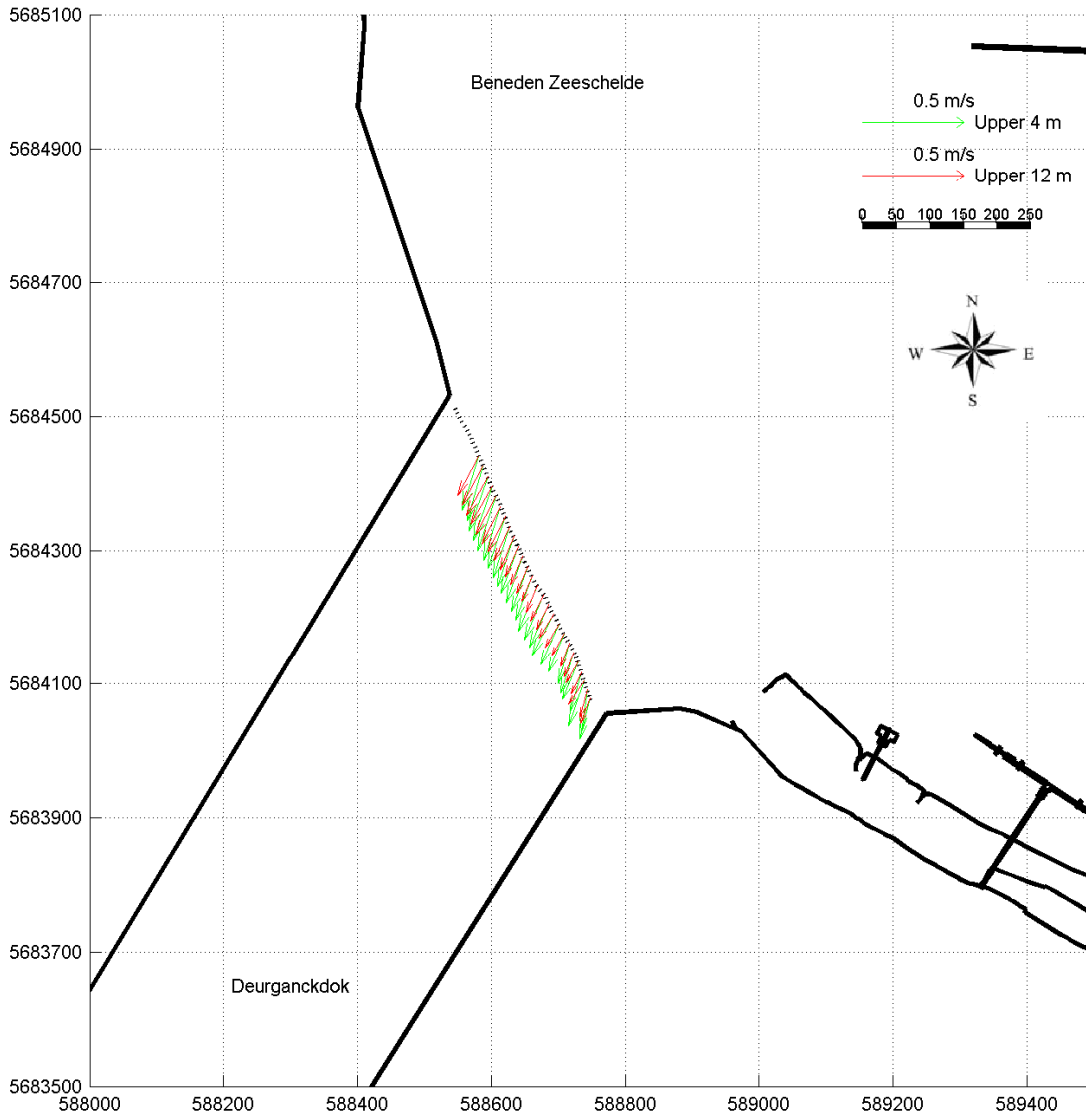 5685100
Beneden Zeeschelde
0.5 m/s
Upper 4 m
5684900
0.5 m/s
Upper 12 m
0 50 100 150 200 250
5684700
N
W E
S
5684500
5684300
5684100
5683900
5683700
Deurganckdok
5683500
588000 588200 588400 588600 588800 589000 589200 589400